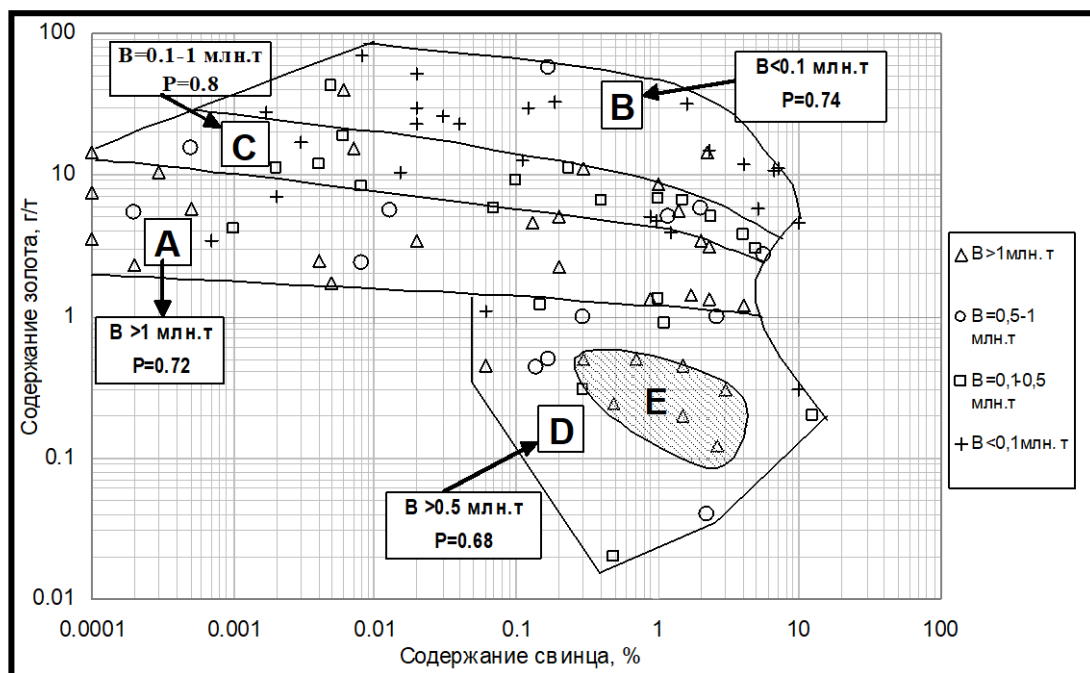 100
10
1
0.1
0.01
Содержание золота, г/т
0.0001
0.001
0.01
0.1
1
10
100
Содержание свинца, %
B=0.1-1 млн.т
P=0.8
B<0.1 млн.т
P=0.74
B >1 млн.т
P=0.72
B >0.5 млн.т
P=0.68
A
B
C
D
E
B>1млн. т
B=0,5-1
млн.т
B=0,1-0,5
млн.т
B<0,1млн.т